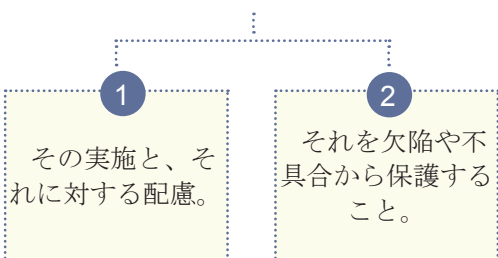 1
その実施と、そ
れに対する配慮。
2
それを欠陥や不
具合から保護する
こと。